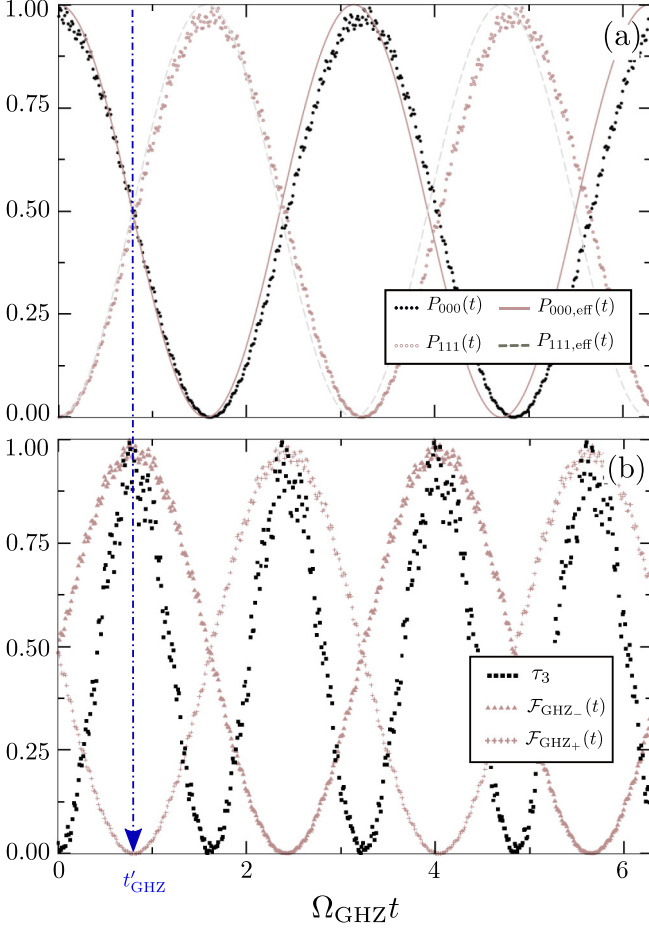 1.00
(a)
0.75
0.50
P₀₀₀(t) P₀₀₀,eff(t)
0.25
P₁₁₁(t) P₁₁₁,eff(t)
0.00
1.00
(b)
0.75
0.50
τ₃
ℱGHZ₋(t)
0.25
ℱGHZ₊(t)
0.00
0 2 4 6
t′GHZ
ΩGHZt